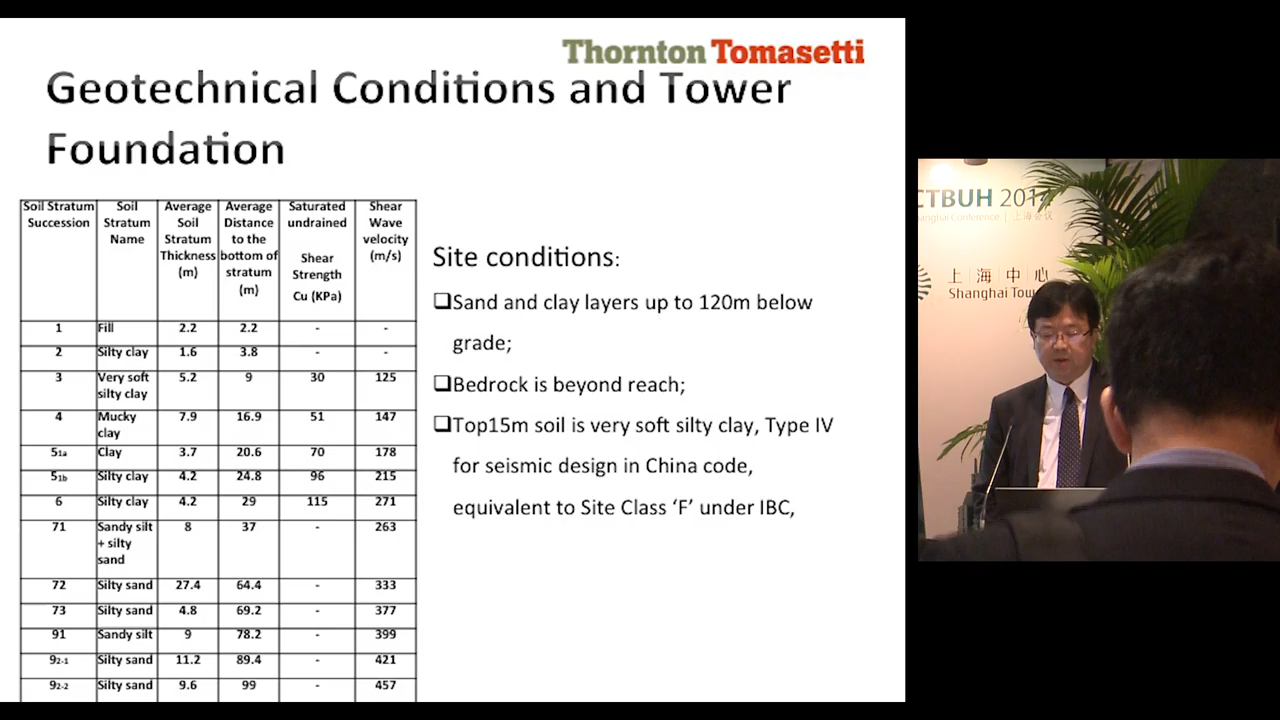 Thornton Tomasetti
Geotechnical Conditions and Tower
Foundation
Soil Stratum Succession | Soil Stratum Name | Average Soil Stratum Thickness (m) | Average Distance to the bottom of stratum (m) | Saturated undrained Shear Strength Cu (KPa) | Shear Wave velocity (m/s)
1 | Fill | 2.2 | 2.2 | - | -
2 | Silty clay | 1.6 | 3.8 | - | -
3 | Very soft silty clay | 5.2 | 9 | 30 | 125
4 | Mucky clay | 7.9 | 16.9 | 51 | 147
51a | Clay | 3.7 | 20.6 | 70 | 178
51b | Silty clay | 4.2 | 24.8 | 96 | 215
6 | Silty clay | 4.2 | 29 | 115 | 271
71 | Sandy silt + silty sand | 8 | 37 | - | 263
72 | Silty sand | 27.4 | 64.4 | - | 333
73 | Silty sand | 4.8 | 69.2 | - | 377
91 | Sandy silt | 9 | 78.2 | - | 399
92-1 | Silty sand | 11.2 | 89.4 | - | 421
92-2 | Silty sand | 9.6 | 99 | - | 457
Site conditions:
❑Sand and clay layers up to 120m below
grade;
❑Bedrock is beyond reach;
❑Top15m soil is very soft silty clay, Type IV
for seismic design in China code,
equivalent to Site Class ‘F’ under IBC,
CTBUH 2014
Shanghai Conference | 上海会议
上海中心
Shanghai Tow